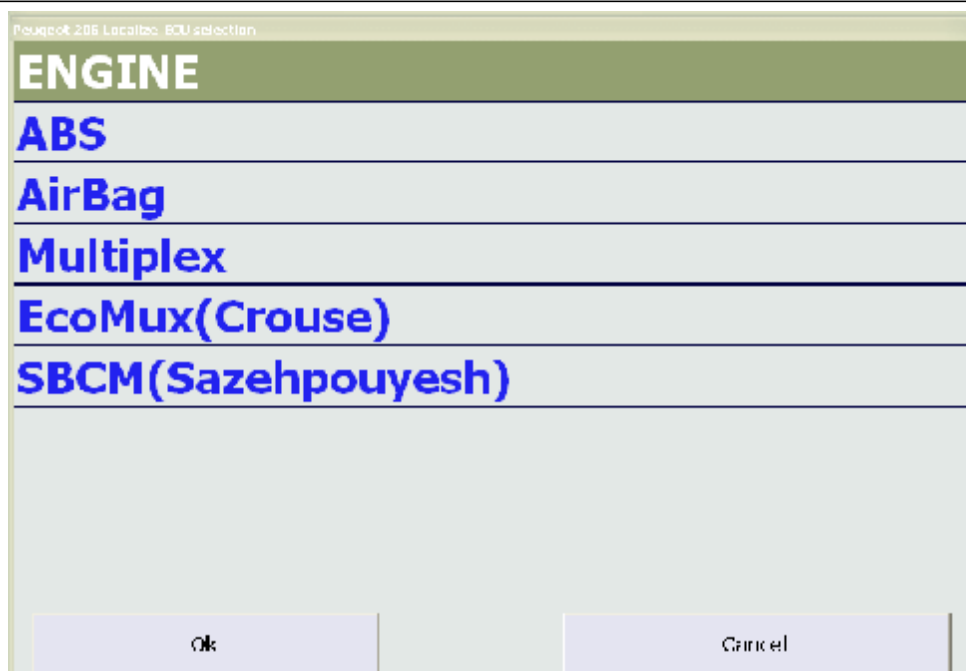 Peugeot 206 Localize ECU selection
ENGINE
ABS
AirBag
Multiplex
EcoMux(Crouse)
SBCM(Sazehpouyesh)
Ok
Cancel